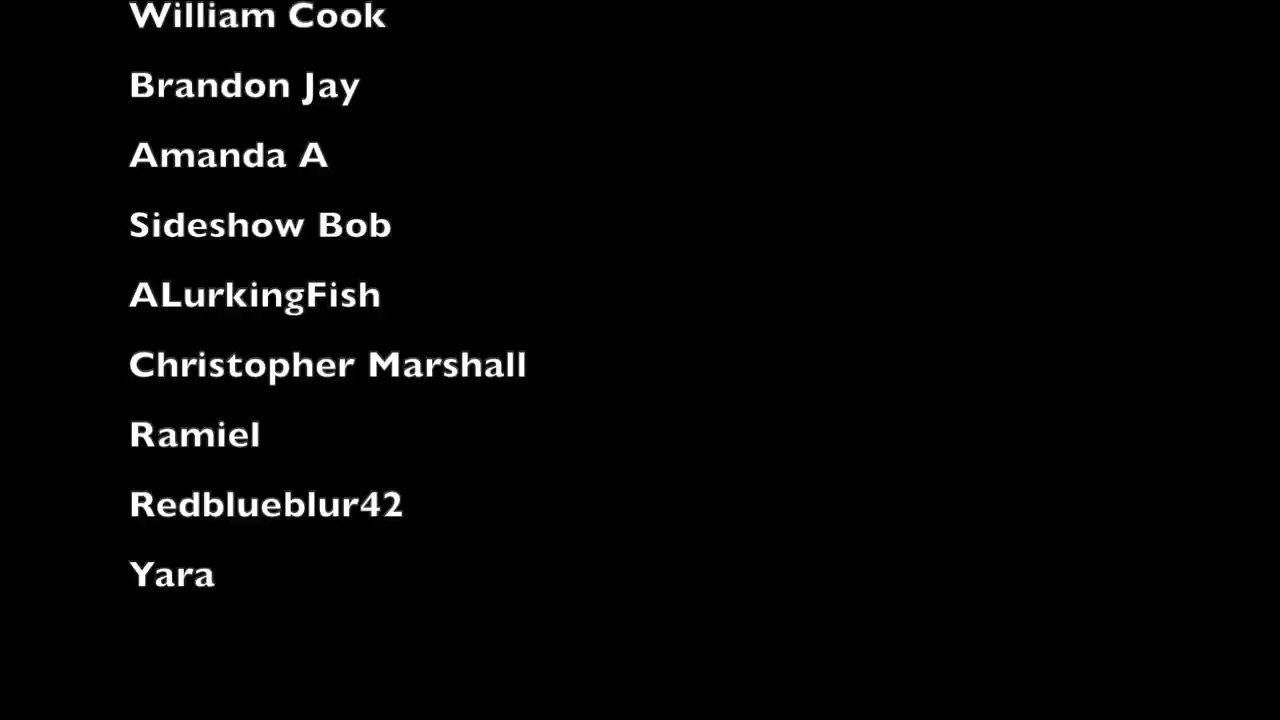 William Cook
Brandon Jay
Amanda A
Sideshow Bob
ALurkingFish
Christopher Marshall
Ramiel
Redblueblur42
Yara